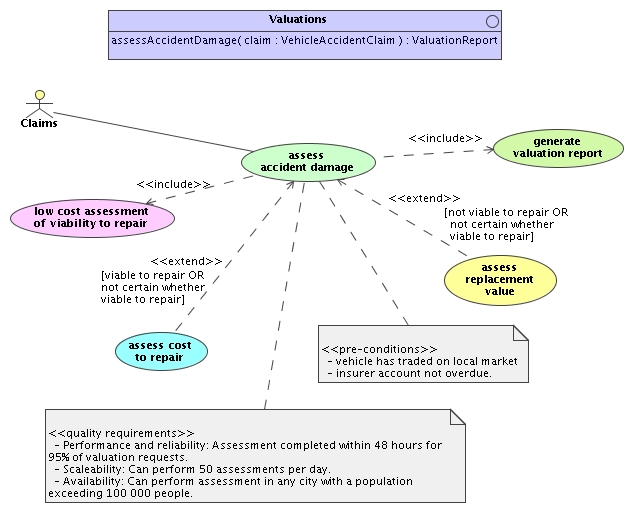 Valuations
assessAccidentDamage( claim : VehicleAccidentClaim ) : ValuationReport
Claims
assess
accident damage
<<include>>
generate
valuation report
<<include>>
low cost assessment
of viability to repair
<<extend>>
[not viable to repair OR
not certain whether
viable to repair]
<<extend>>
[viable to repair OR
not certain whether
viable to repair]
assess
replacement
value
assess cost
to repair
<<pre-conditions>>
- vehicle has traded on local market
- insurer account not overdue.
<<quality requirements>>
- Performance and reliability: Assessment completed within 48 hours for
95% of valuation requests.
- Scaleability: Can perform 50 assessments per day.
- Availability: Can perform assessment in any city with a population
exceeding 100 000 people.